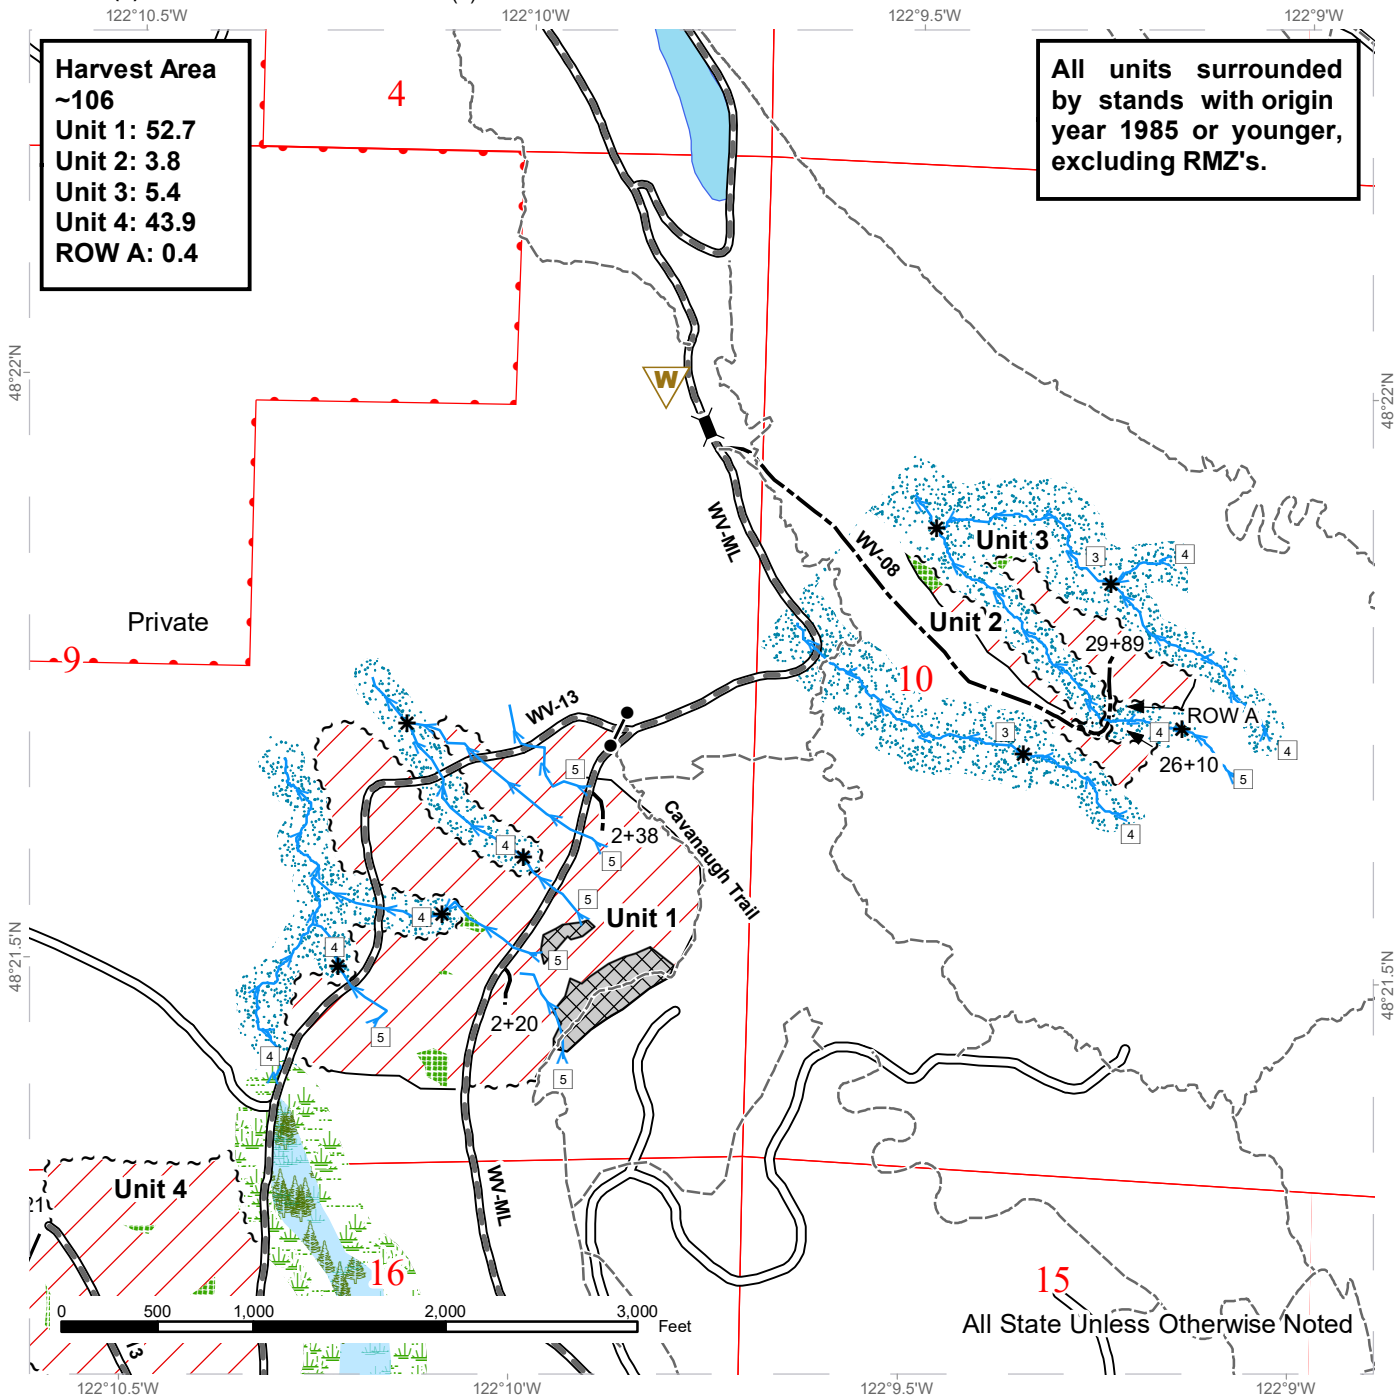 122°10.5'W
122°10'W
122°9.5'W
122°9'W
Harvest Area
~106
Unit 1: 52.7
Unit 2: 3.8
Unit 3: 5.4
Unit 4: 43.9
ROW A: 0.4
4
All units surrounded
by stands with origin
year 1985 or younger,
excluding RMZ's.
48°22'N
48°22'N
W
WV-ML
WV-08
Unit 3
3
4
Unit 2
Private
9
29+89
10
WV-13
ROW A
3
4
4
26+10
5
5
4
Cavanaugh Trail
2+38
4
5
5
Unit 1
4
4
5
48°21.5'N
48°21.5'N
2+20
5
4
5
WV-ML
Unit 4
21
16
15
0
500
1,000
2,000
3,000
Feet
All State Unless Otherwise Noted
13
122°10.5'W
122°10'W
122°9.5'W
122°9'W